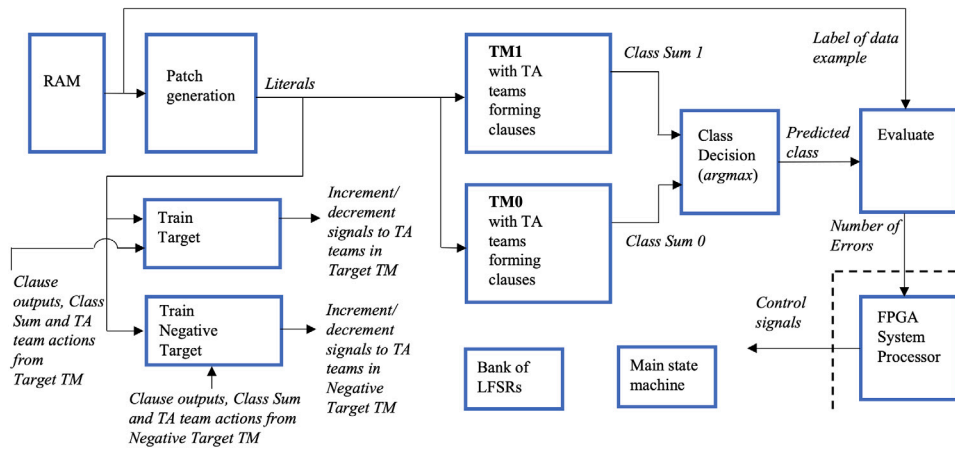 RAM
Patch
generation
Literals
TM1
with TA
teams
forming
clauses
Class Sum 1
Label of data
example
Class
Decision
(argmax)
Predicted
class
Evaluate
TM0
with TA
teams
forming
clauses
Class Sum 0
Number of
Errors
Train
Target
Increment/
decrement
signals to TA
teams in
Target TM
Clause
outputs, Class
Sum and TA
team actions
from
Target TM
Train
Negative
Target
Increment/
decrement
signals to TA
teams in
Negative
Target TM
Clause outputs, Class Sum
and TA team actions from
Negative Target TM
Bank of
LFSRs
Main state
machine
Control
signals
FPGA
System
Processor